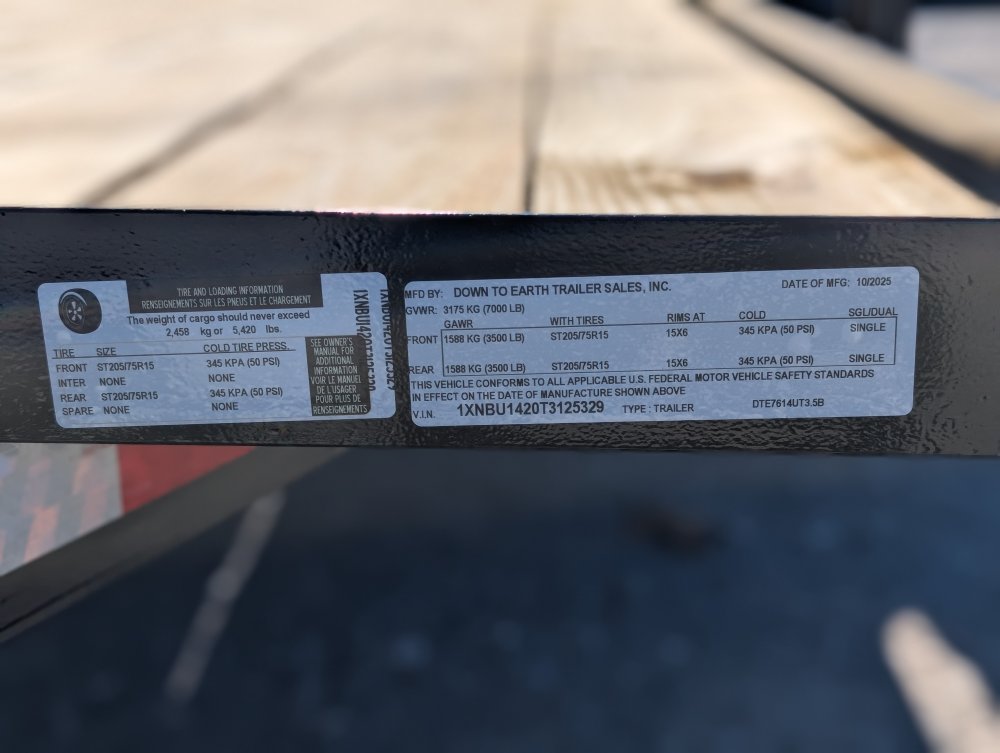 TIRE AND LOADING INFORMATION
RENSEIGNEMENTS SUR LES PNEUS ET LE CHARGEMENT
The weight of cargo should never exceed
2,458 kg or 5,420 lbs.
TIRE SIZE COLD TIRE PRESS.
FRONT ST205/75R15 345 KPA (50 PSI)
INTER NONE NONE
REAR ST205/75R15 345 KPA (50 PSI)
SPARE NONE NONE
SEE OWNER'S
MANUAL FOR
ADDITIONAL
INFORMATION
VOIR LE MANUEL
DE L'USAGER
POUR PLUS DE
RENSEIGNEMENTS
MFD BY: DOWN TO EARTH TRAILER SALES, INC. DATE OF MFG: 10/2025
GVWR: 3175 KG (7000 LB)
GAWR WITH TIRES RIMS AT COLD SGL/DUAL
FRONT 1588 KG (3500 LB) ST205/75R15 15X6 345 KPA (50 PSI) SINGLE
REAR 1588 KG (3500 LB) ST205/75R15 15X6 345 KPA (50 PSI) SINGLE
THIS VEHICLE CONFORMS TO ALL APPLICABLE U.S. FEDERAL MOTOR VEHICLE SAFETY STANDARDS
IN EFFECT ON THE DATE OF MANUFACTURE SHOWN ABOVE
V.I.N. 1XNBU1420T3125329 TYPE : TRAILER DTE7614UT3.5B